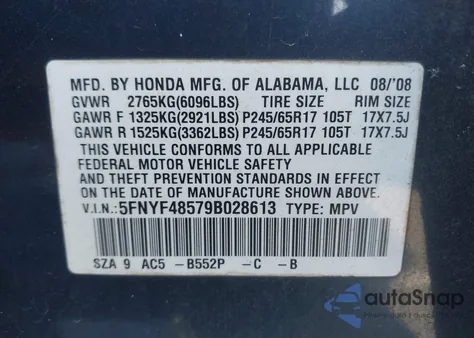 MFD. BY HONDA MFG. OF ALABAMA, LLC 08/'08
GVWR 2765KG(6096LBS) TIRE SIZE RIM SIZE
GAWR F 1325KG(2921LBS) P245/65R17 105T 17X7.5J
GAWR R 1525KG(3362LBS) P245/65R17 105T 17X7.5J
THIS VEHICLE CONFORMS TO ALL APPLICABLE
FEDERAL MOTOR VEHICLE SAFETY
AND THEFT PREVENTION STANDARDS IN
EFFECT ON THE DATE OF MANUFACTURE
SHOWN ABOVE.
V.I.N.: 5FNYF48579B028613 TYPE: MPV
SZA 9 AC5 -B552P -C -B
autoSnap